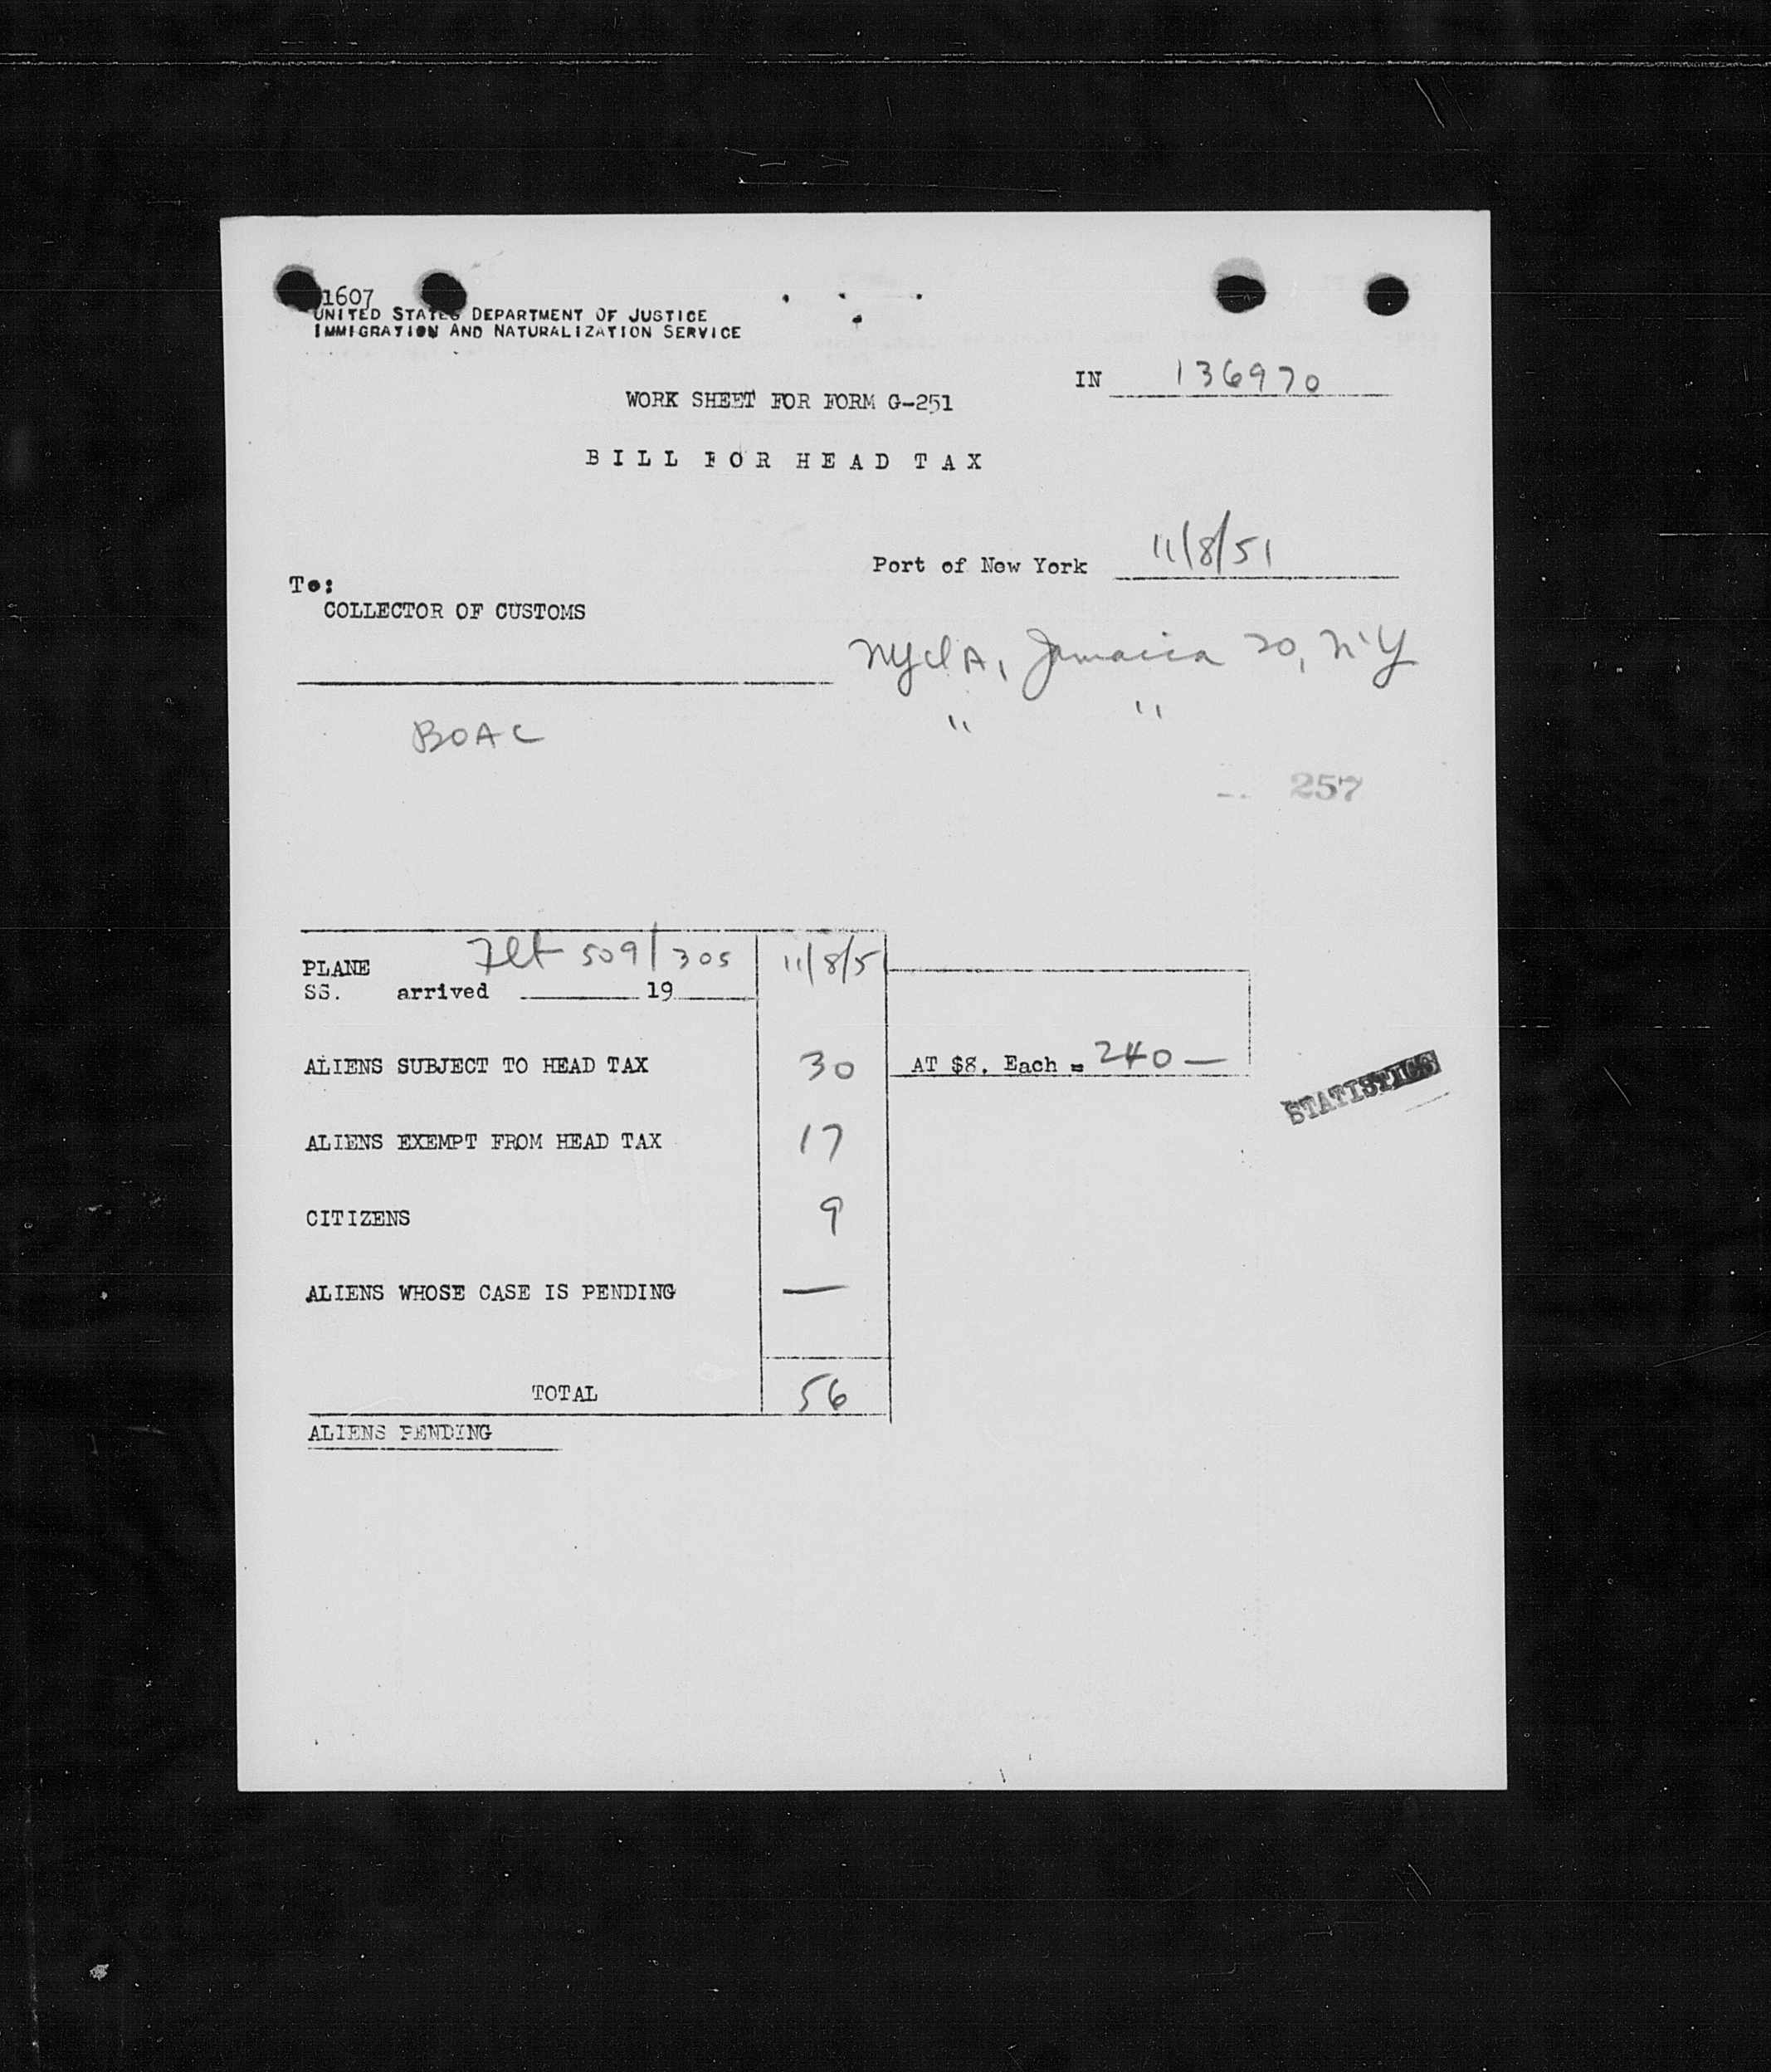 1607
UNITED STATES DEPARTMENT OF JUSTICE
IMMIGRATION AND NATURALIZATION SERVICE
IN 136970
WORK SHEET FOR FORM G-251
BILL FOR HEAD TAX
Port of New York 11/8/51
To:
COLLECTOR OF CUSTOMS
NYCIA, Jamaica 20, N.Y
" "
BOAC
257
PLANE Flt 509/305 11/8/51
SS. arrived 19
ALIENS SUBJECT TO HEAD TAX 30 AT $8. Each = 240 —
STATISTICS
ALIENS EXEMPT FROM HEAD TAX 17
CITIZENS 9
ALIENS WHOSE CASE IS PENDING —
TOTAL 56
ALIENS PENDING